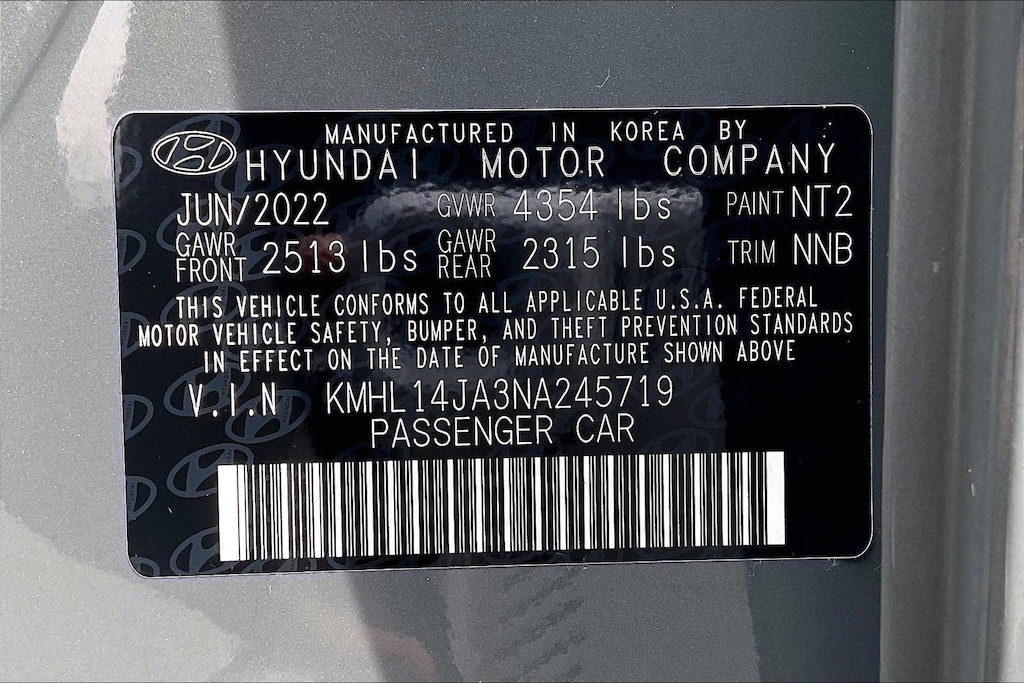 MANUFACTURED IN KOREA BY
HYUNDAI MOTOR COMPANY
JUN/2022 GVWR 4354 lbs PAINT NT2
GAWR FRONT 2513 lbs GAWR REAR 2315 lbs TRIM NNB
THIS VEHICLE CONFORMS TO ALL APPLICABLE U.S.A. FEDERAL
MOTOR VEHICLE SAFETY, BUMPER, AND THEFT PREVENTION STANDARDS
IN EFFECT ON THE DATE OF MANUFACTURE SHOWN ABOVE
V.I.N KMHL14JA3NA245719
PASSENGER CAR